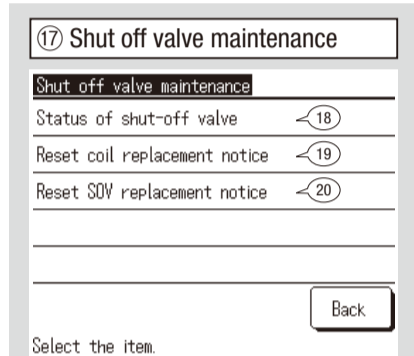 ⑰ Shut off valve maintenance
Shut off valve maintenance
Status of shut-off valve ⑱
Reset coil replacement notice ⑲
Reset SOV replacement notice ⑳
Back
Select the item.